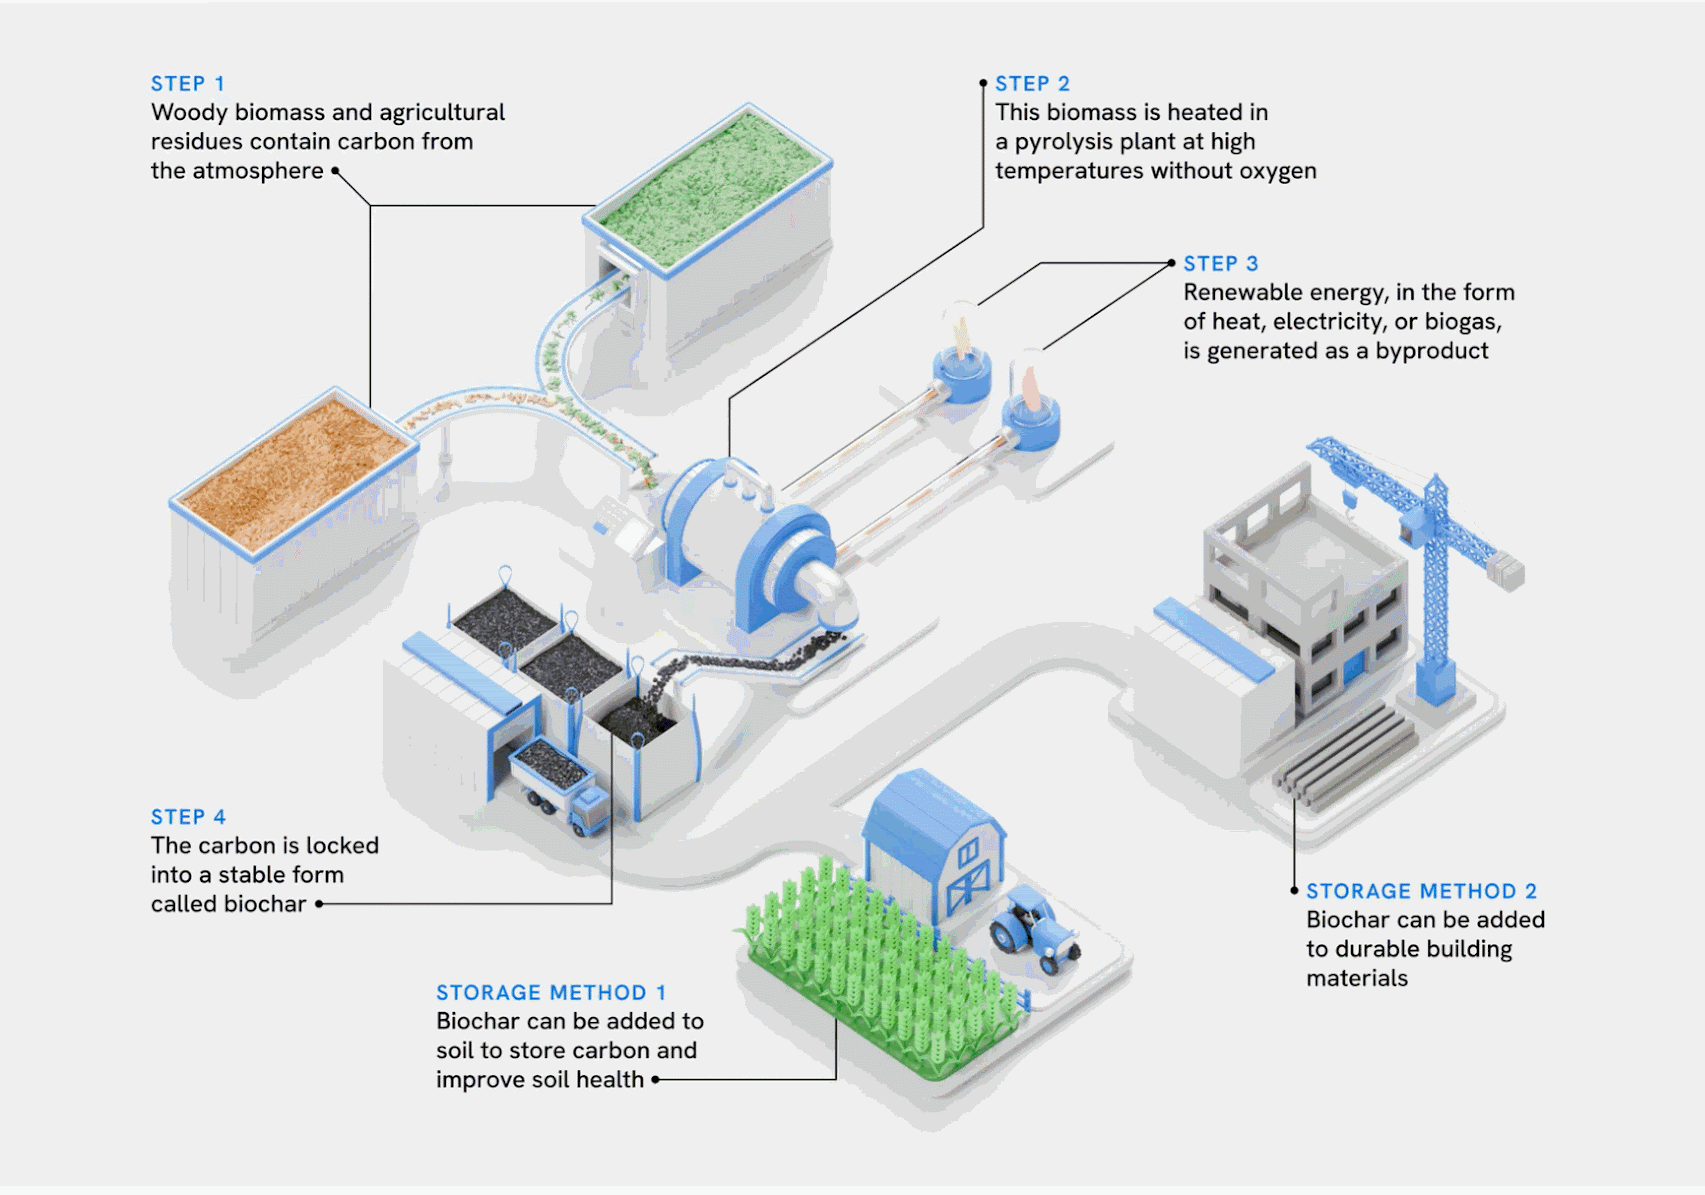 STEP 1
Woody biomass and agricultural
residues contain carbon from
the atmosphere
STEP 2
This biomass is heated in
a pyrolysis plant at high
temperatures without oxygen
STEP 3
Renewable energy, in the form
of heat, electricity, or biogas,
is generated as a byproduct
STEP 4
The carbon is locked
into a stable form
called biochar
STORAGE METHOD 1
Biochar can be added to
soil to store carbon and
improve soil health
STORAGE METHOD 2
Biochar can be added
to durable building
materials